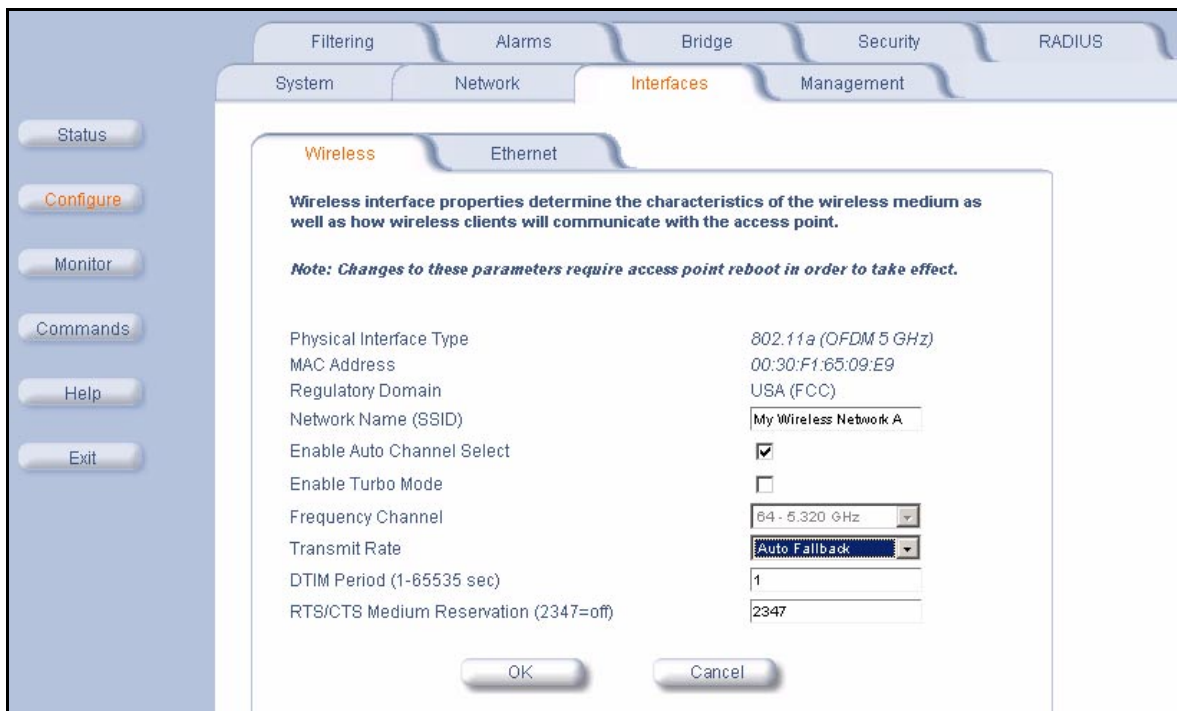 Filtering Alarms Bridge Security RADIUS
System Network Interfaces Management
Status
Configure
Monitor
Commands
Help
Exit
Wireless Ethernet
Wireless interface properties determine the characteristics of the wireless medium as
well as how wireless clients will communicate with the access point.
Note: Changes to these parameters require access point reboot in order to take effect.
Physical Interface Type 802.11a (OFDM 5 GHz)
MAC Address 00:30:F1:65:09:E9
Regulatory Domain USA (FCC)
Network Name (SSID) My Wireless Network A
Enable Auto Channel Select
Enable Turbo Mode
Frequency Channel 64 - 5.320 GHz
Transmit Rate Auto Fallback
DTIM Period (1-65535 sec) 1
RTS/CTS Medium Reservation (2347=off) 2347
OK Cancel